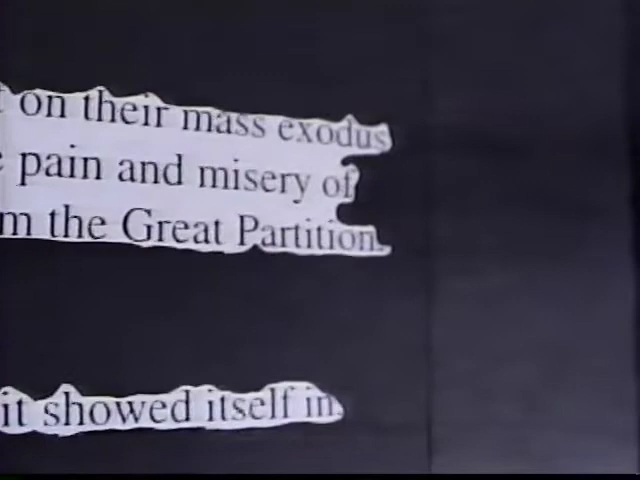 on their mass exodus
pain and misery of
m the Great Partition.
it showed itself in